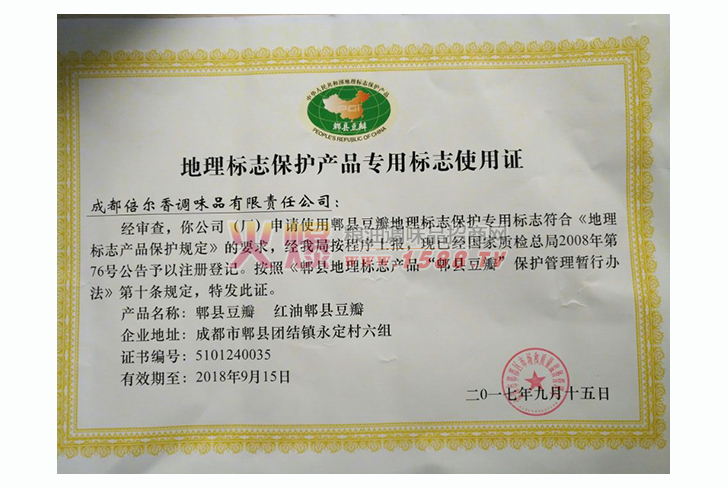 中华人民共和国地理标志保护产品
PGI
郫县豆瓣
PEOPLE'S REPUBLIC OF CHINA
地理标志保护产品专用标志使用证
成都倍尔香调味品有限责任公司：
经审查，你公司（厂）申请使用郫县豆瓣地理标志保护专用标志符合《地理
标志产品保护规定》的要求，经我局按程序上报，现已经国家质检总局2008年第
76号公告予以注册登记。按照《郫县地理标志产品“郫县豆瓣”保护管理暂行办
法》第十条规定，特发此证。
产品名称：郫县豆瓣 红油郫县豆瓣
企业地址：成都市郫县团结镇永定村六组
证书编号：5101240035
有效期至：2018年9月15日
二〇一七年九月十五日
火爆
www.1588.TV